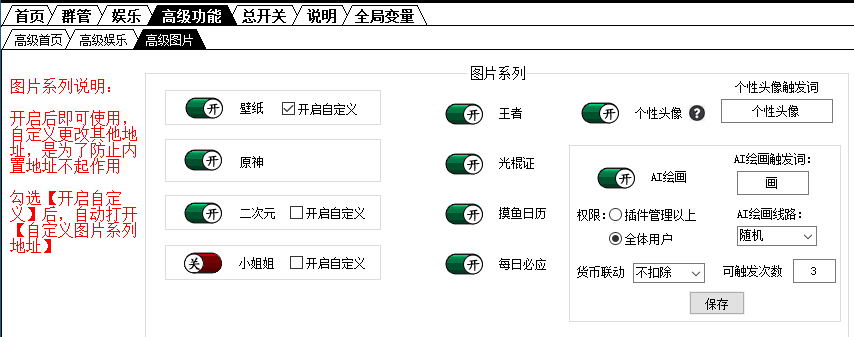 首页 群管 娱乐 高级功能 总开关 说明 全局变量
高级首页 高级娱乐 高级图片
图片系列说明：
开启后即可使用，
自定义更改其他地
址，是为了防止内
置地址不起作用
勾选【开启自定
义】后，自动打开
【自定义图片系列
地址】
图片系列
开 壁纸 开启自定义
开 原神
开 二次元 开启自定义
关 小姐姐 开启自定义
开 王者
开 光棍证
开 摸鱼日历
开 每日必应
个性头像触发词
开 个性头像 ? 个性头像
AI绘画触发词：
开 AI绘画 画
权限： 插件管理以上
全体用户
AI绘画线路：
随机
货币联动 不扣除 可触发次数 3
保存